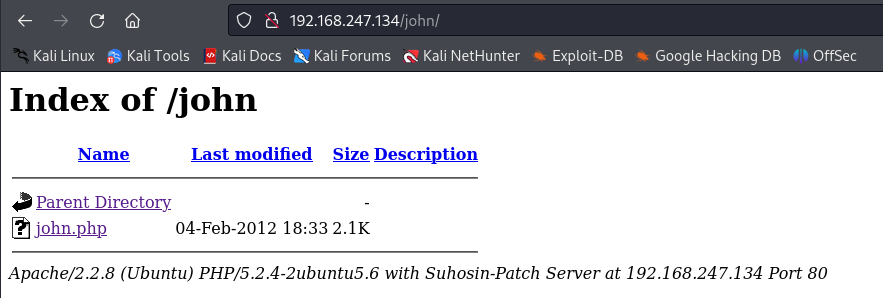 192.168.247.134/john/
Kali Linux Kali Tools Kali Docs Kali Forums Kali NetHunter Exploit-DB Google Hacking DB OffSec
Index of /john
Name Last modified Size Description
Parent Directory -
john.php 04-Feb-2012 18:33 2.1K
Apache/2.2.8 (Ubuntu) PHP/5.2.4-2ubuntu5.6 with Suhosin-Patch Server at 192.168.247.134 Port 80